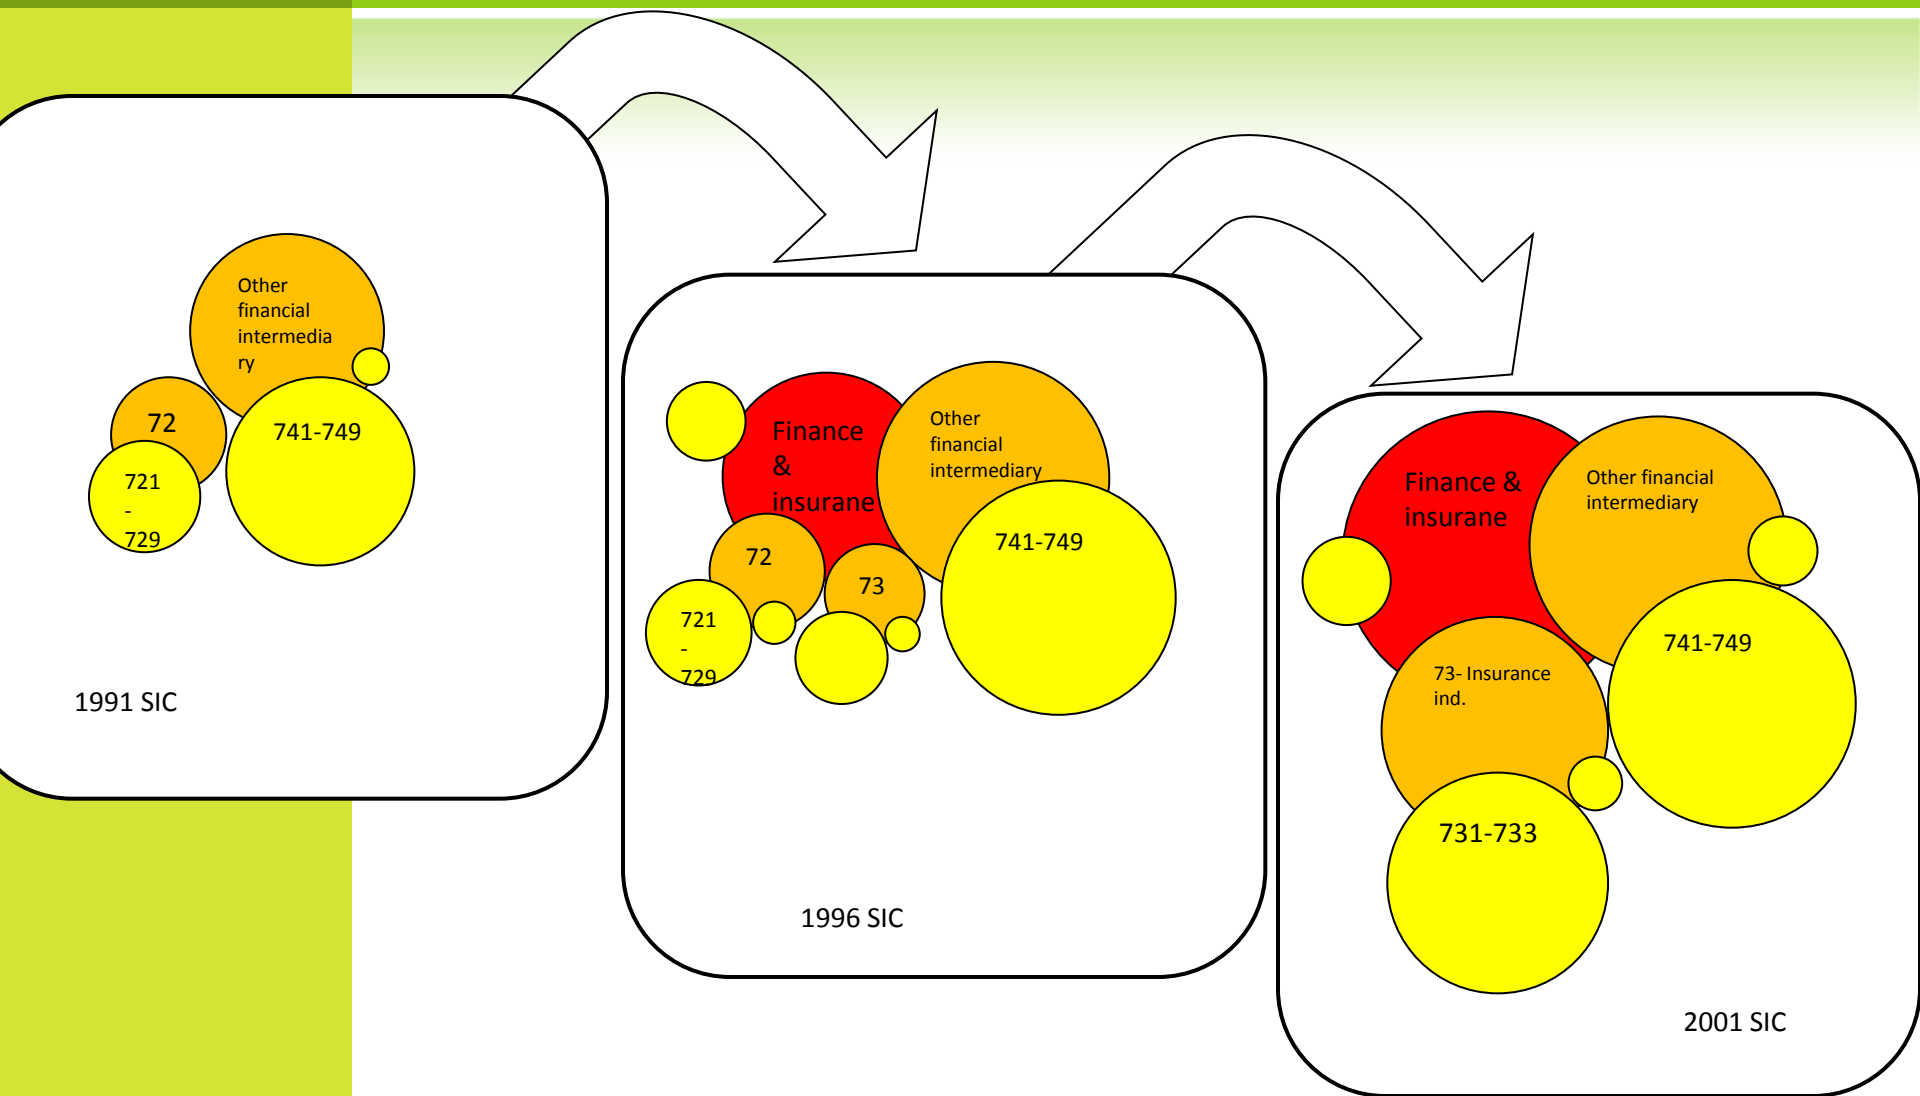 Other
financial
intermedia
ry
72
741-749
721
-
729
1991 SIC
Finance
&
insurane
Other
financial
intermediary
72
73
741-749
721
-
729
1996 SIC
Finance &
insurane
Other financial
intermediary
741-749
73- Insurance
ind.
731-733
2001 SIC